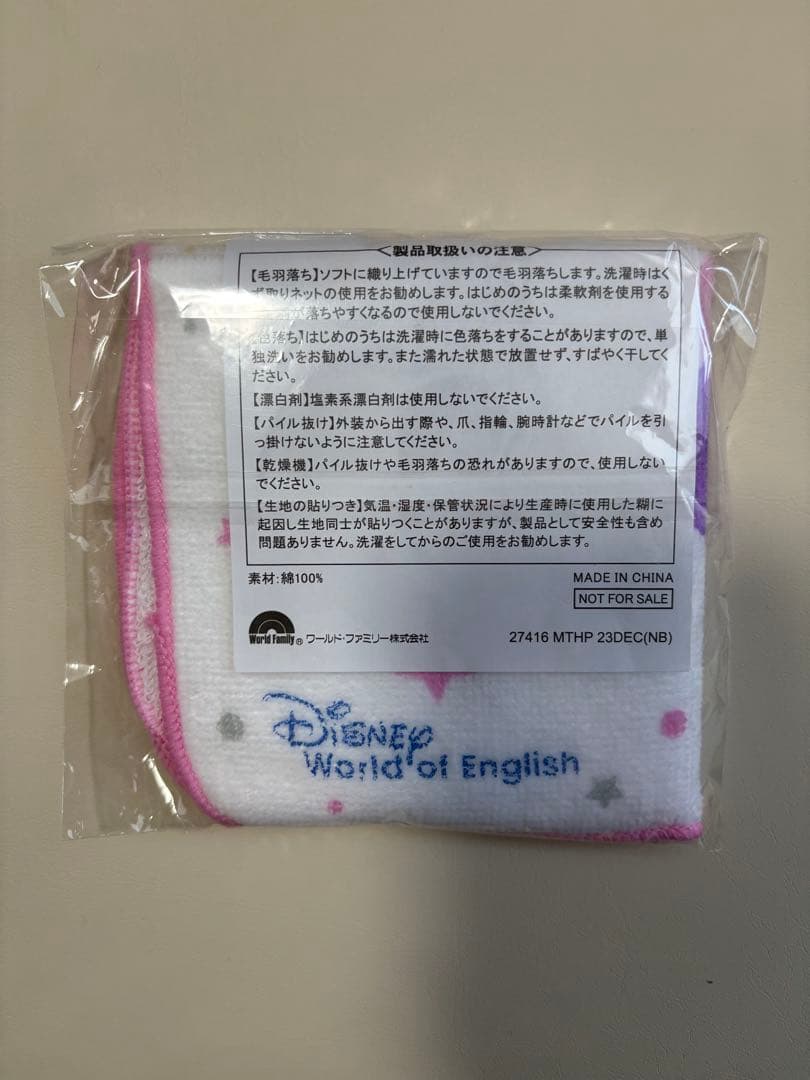 <製品取扱いの注意>
【毛羽落ち】ソフトに織り上げていますので毛羽落ちします。洗濯時はく
ず取りネットの使用をお勧めします。はじめのうちは柔軟剤を使用する
が落ちやすくなるので使用しないでください。
色落ち】はじめのうちは洗濯時に色落ちをすることがありますので、単
独洗いをお勧めします。また濡れた状態で放置せず、すばやく干してく
ださい。
【漂白剤】塩素系漂白剤は使用しないでください。
【パイル抜け】外装から出す際や、爪、指輪、腕時計などでパイルを引
っ掛けないように注意してください。
【乾燥機】パイル抜けや毛羽落ちの恐れがありますので、使用しない
でください。
【生地の貼りつき】気温・湿度・保管状況により生産時に使用した糊に
起因し生地同士が貼りつくことがありますが、製品として安全性も含め
問題ありません。洗濯をしてからのご使用をお勧めします。
素材:綿100%
MADE IN CHINA
NOT FOR SALE
World Family® ワールド・ファミリー株式会社
27416 MTHP 23DEC(NB)
Disney
World of English